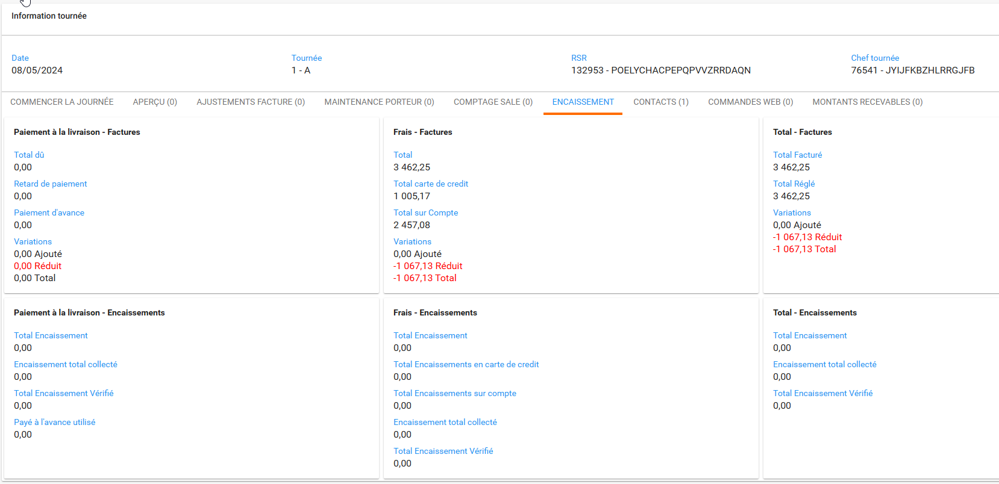 Information tournée
Date
08/05/2024
Tournée
1 - A
RSR
132953 - POELYCHACPEPQPVVZRRDAQN
Chef tournée
76541 - JYIJFKBZHLRRGJFB
COMMENCER LA JOURNÉE APERÇU (0) AJUSTEMENTS FACTURE (0) MAINTENANCE PORTEUR (0) COMPTAGE SALE (0) ENCAISSEMENT CONTACTS (1) COMMANDES WEB (0) MONTANTS RECEVABLES (0)
Paiement à la livraison - Factures
Total dû
0,00
Retard de paiement
0,00
Paiement d'avance
0,00
Variations
0,00 Ajouté
0,00 Réduit
0,00 Total
Frais - Factures
Total
3 462,25
Total carte de credit
1 005,17
Total sur Compte
2 457,08
Variations
0,00 Ajouté
-1 067,13 Réduit
-1 067,13 Total
Total - Factures
Total Facturé
3 462,25
Total Réglé
3 462,25
Variations
0,00 Ajouté
-1 067,13 Réduit
-1 067,13 Total
Paiement à la livraison - Encaissements
Total Encaissement
0,00
Encaissement total collecté
0,00
Total Encaissement Vérifié
0,00
Payé à l'avance utilisé
0,00
Frais - Encaissements
Total Encaissement
0,00
Total Encaissements en carte de credit
0,00
Total Encaissements sur compte
0,00
Encaissement total collecté
0,00
Total Encaissement Vérifié
0,00
Total - Encaissements
Total Encaissement
0,00
Encaissement total collecté
0,00
Total Encaissement Vérifié
0,00